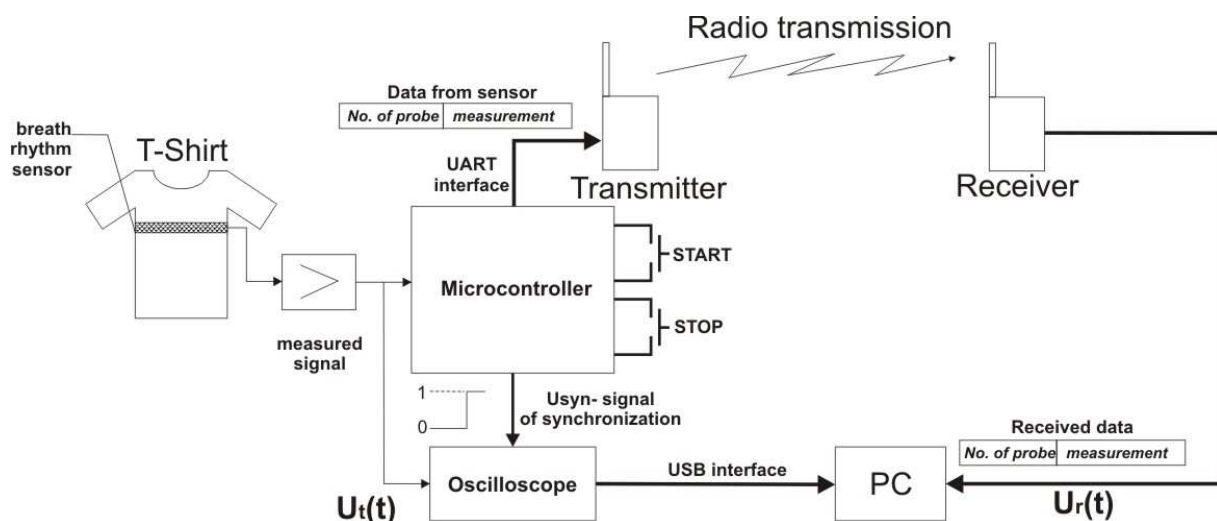 Radio transmission
Data from sensor
No. of probe measurement
breath
rhythm
sensor
T-Shirt
UART
interface
Transmitter
Receiver
START
Microcontroller
STOP
measured
signal
1
0
Usyn- signal
of synchronization
Received data
No. of probe measurement
Oscilloscope
USB interface
PC
Ut(t)
Ur(t)